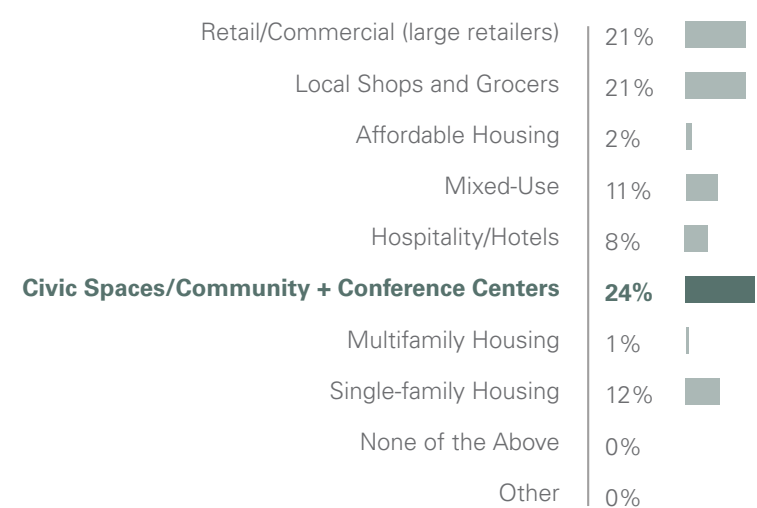 Retail/Commercial (large retailers) 21%
Local Shops and Grocers 21%
Affordable Housing 2%
Mixed-Use 11%
Hospitality/Hotels 8%
Civic Spaces/Community + Conference Centers 24%
Multifamily Housing 1%
Single-family Housing 12%
None of the Above 0%
Other 0%